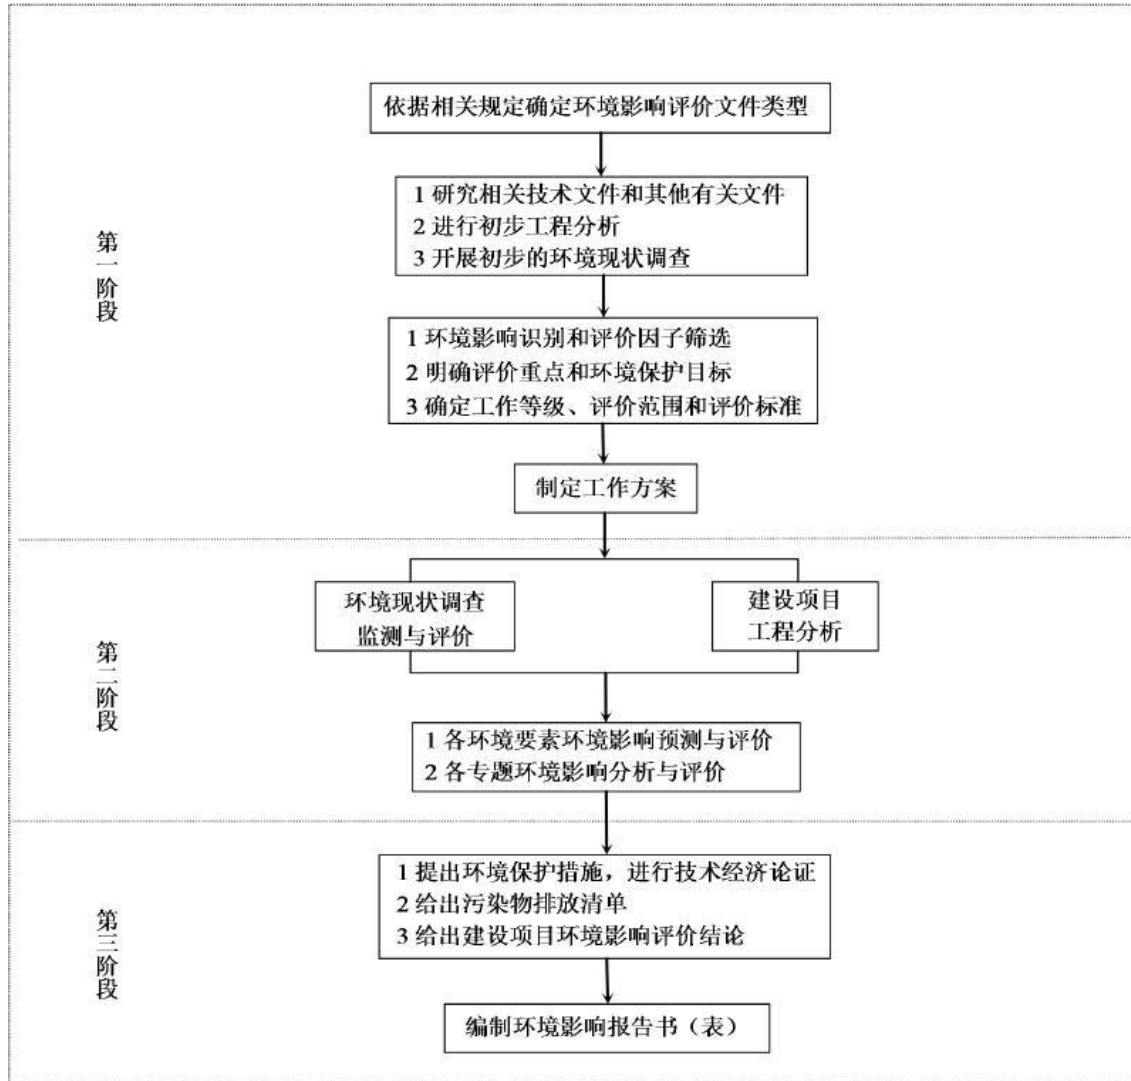 依据相关规定确定环境影响评价文件类型
1 研究相关技术文件和其他有关文件
2 进行初步工程分析
3 开展初步的环境现状调查
第一阶段
1 环境影响识别和评价因子筛选
2 明确评价重点和环境保护目标
3 确定工作等级、评价范围和评价标准
制定工作方案
环境现状调查
监测与评价
建设项目
工程分析
第二阶段
1 各环境要素环境影响预测与评价
2 各专题环境影响分析与评价
1 提出环境保护措施，进行技术经济论证
2 给出污染物排放清单
3 给出建设项目环境影响评价结论
第三阶段
编制环境影响报告书（表）